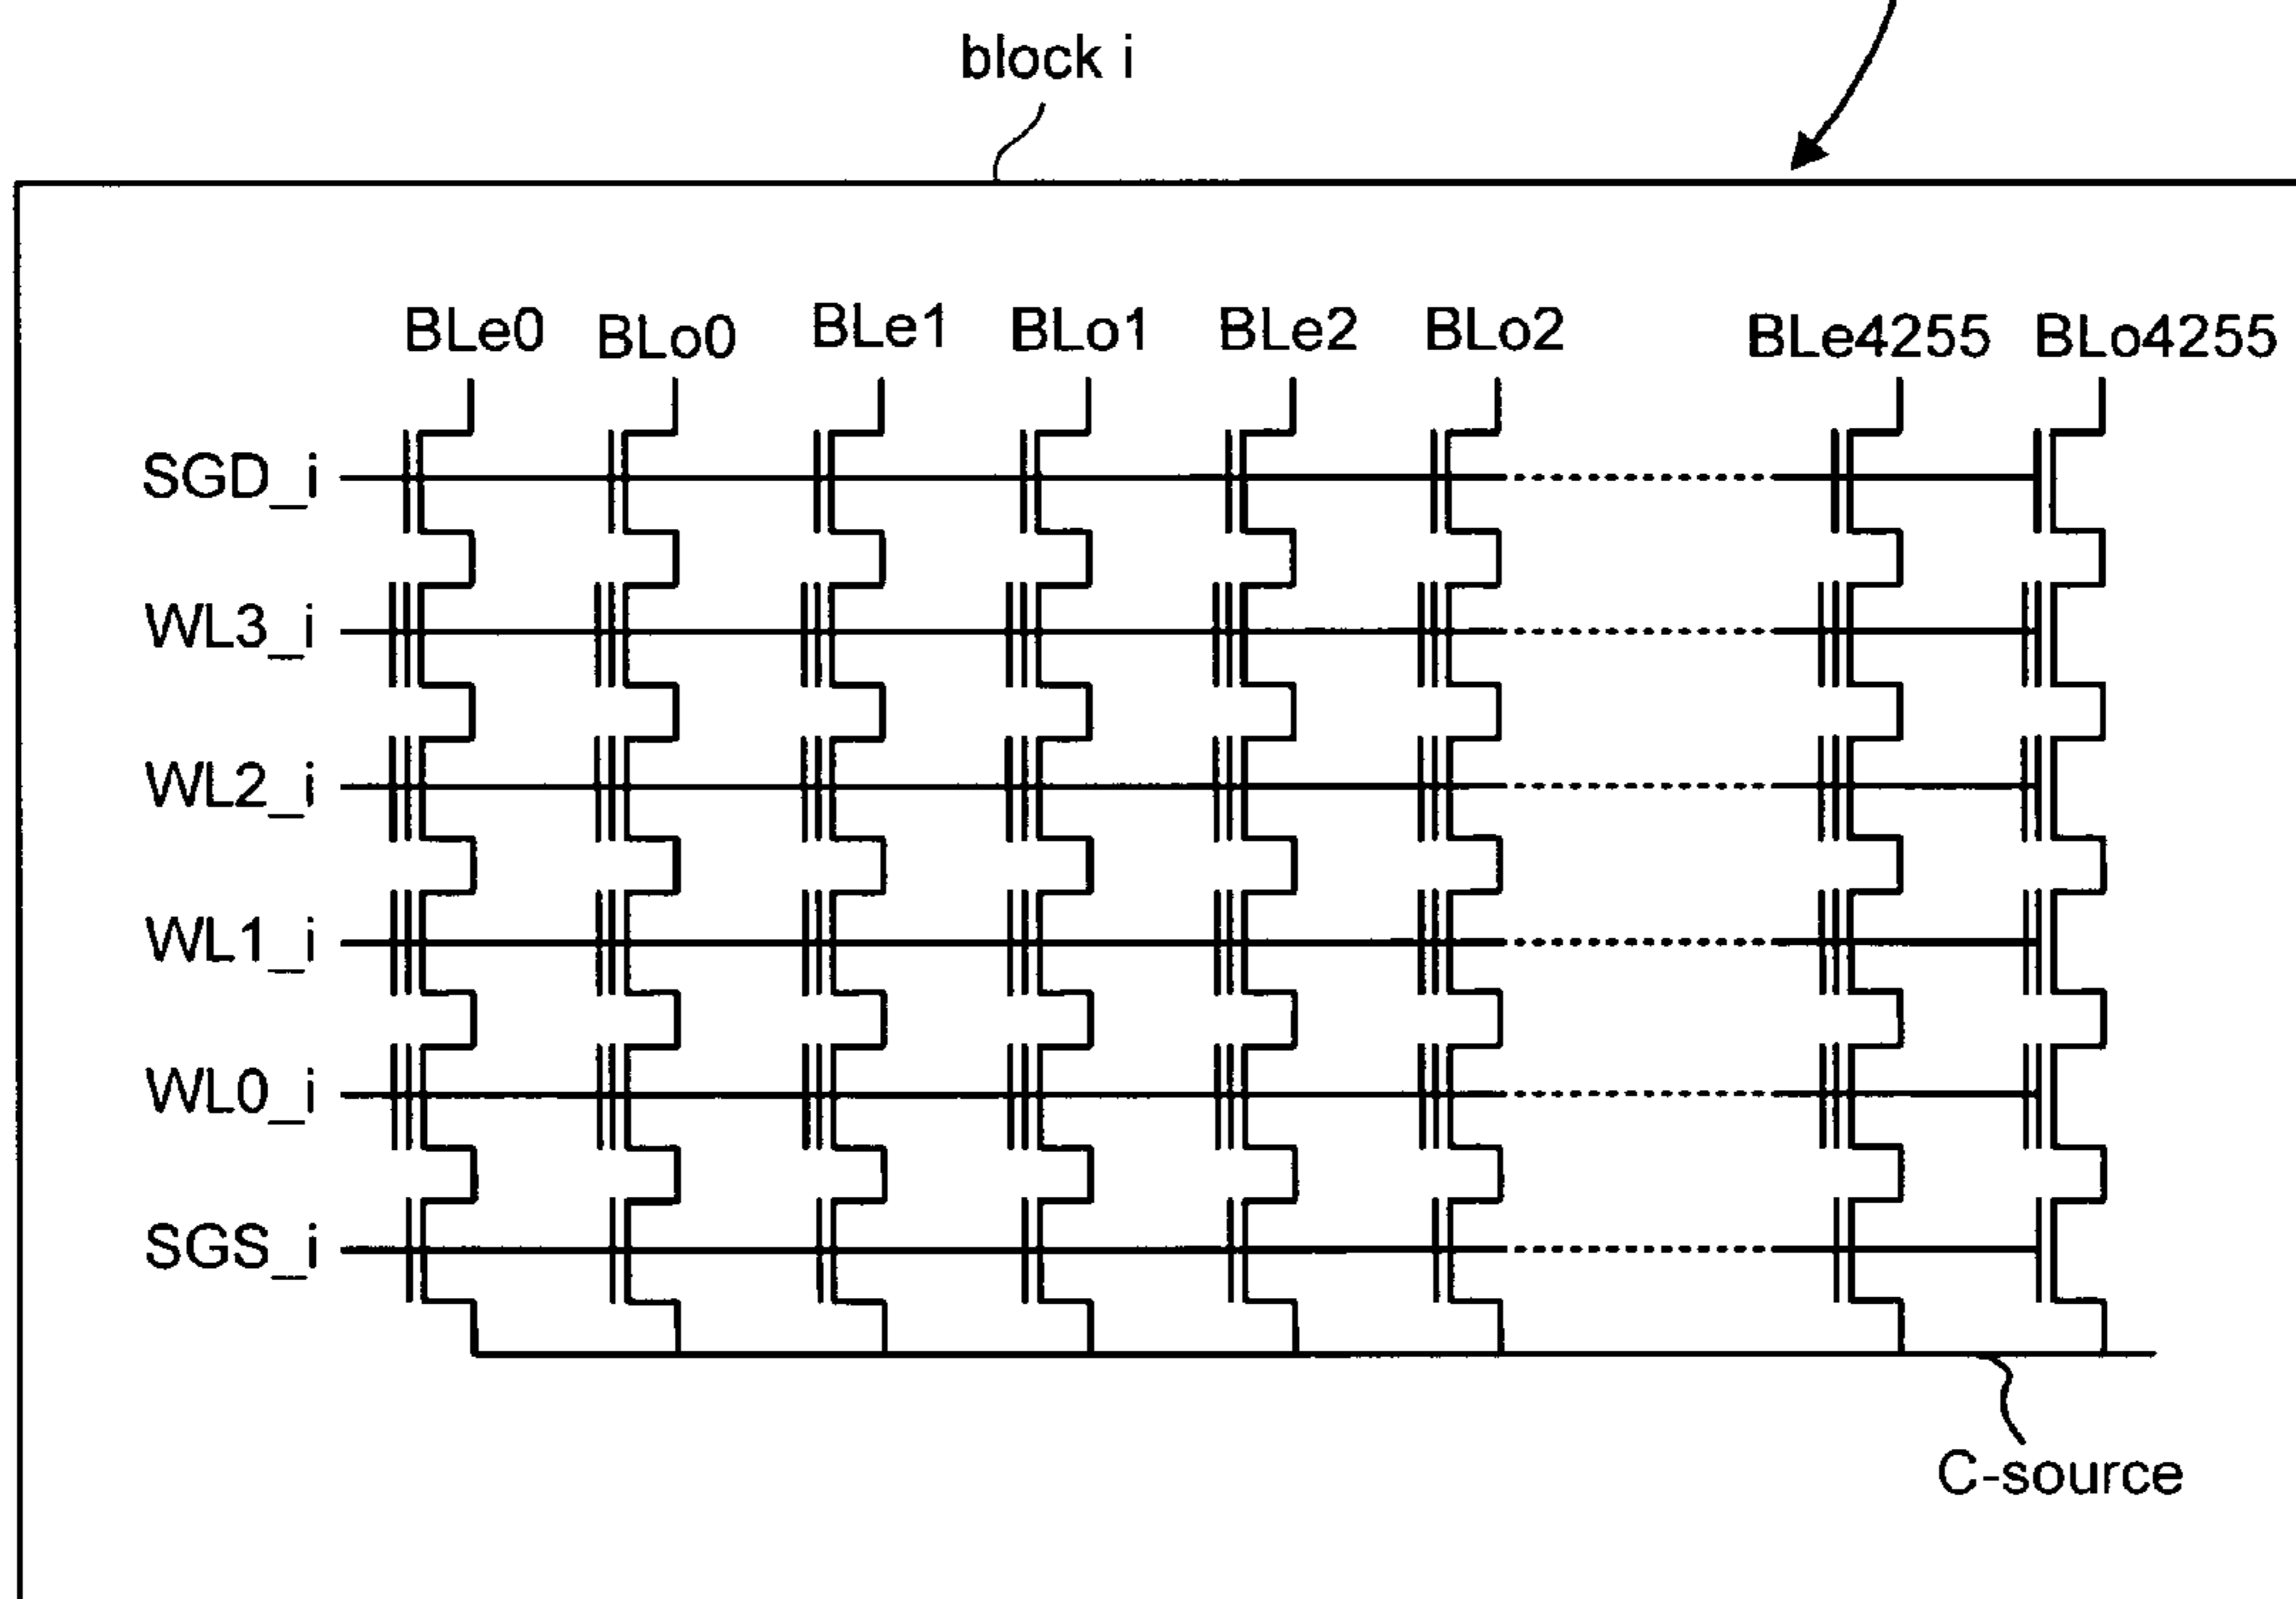 block i
BLe0 BLo0 BLe1 BLo1 BLe2 BLo2 BLe4255 BLo4255
SGD_i
WL3_i
WL2_i
WL1_i
WL0_i
SGS_i
C-source